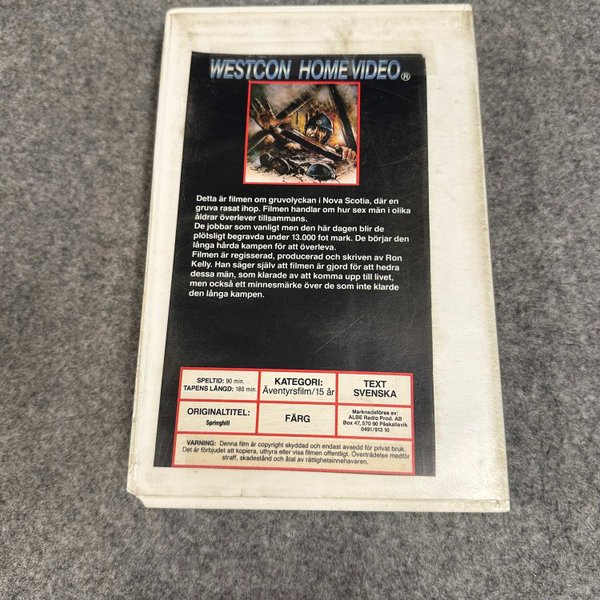 WESTCON HOMEVIDEO®
Detta är filmen om gruvolyckan i Nova Scotia, där en
gruva rasat ihop. Filmen handlar om hur sex män i olika
åldrar överlever tillsammans.
De jobbar som vanligt men den här dagen blir de
plötsligt begravda under 13.000 fot mark. De börjar den
långa hårda kampen för att överleva.
Filmen är regisserad, producerad och skriven av Ron
Kelly. Han säger själv att filmen är gjord för att hedra
dessa män, som klarade av att komma upp till livet,
men också ett minnesmärke över de som inte klarde
den långa kampen.
SPELTID: 90 min.
TAPENS LÄNGD: 180 min.
KATEGORI:
Äventyrsfilm/15 år
TEXT
SVENSKA
ORIGINALTITEL:
Springhill
FÄRG
Marknadsföres av:
ALBE Radio Prod. AB
Box 47, 570 90 Påskallavik
0491/913 10
VARNING: Denna film är copyright skyddad och endast avsedd för privat bruk.
Det är förbjudet att kopiera, uthyra eller visa filmen offentligt. Överträdelse medför
straff, skadestånd och åtal av rättighetsinnehavaren.